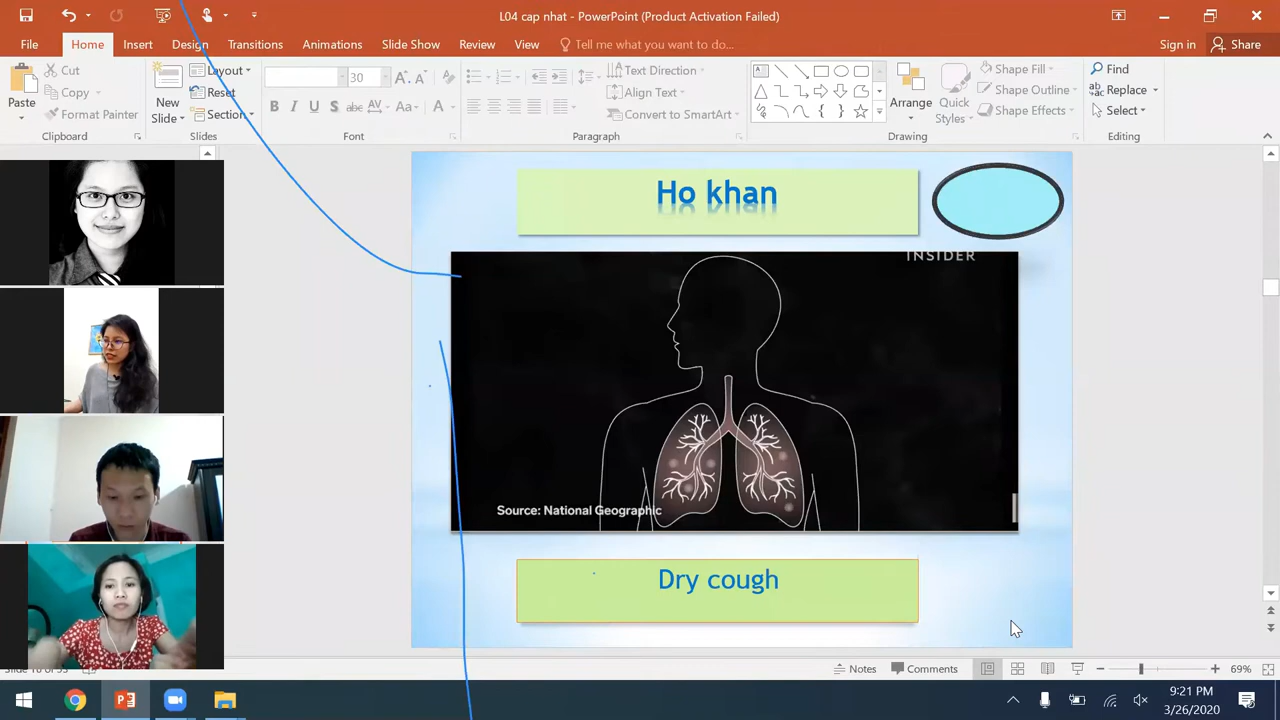 L04 cap nhat - PowerPoint (Product Activation Failed)
File Home Insert Design Transitions Animations Slide Show Review View Tell me what you want to do... Sign in Share
Paste
Cut
Copy
Format Painter
Clipboard
New
Slide
Layout
Reset
Section
Slides
30
B I U S abc AV Aa A
Font
Text Direction
Align Text
Convert to SmartArt
Paragraph
Arrange
Quick
Styles
Shape Fill
Shape Outline
Shape Effects
Drawing
Find
Replace
Select
Editing
Ho khan
INSIDER
Source: National Geographic
Dry cough
Notes Comments 69%
9:21 PM
3/26/2020